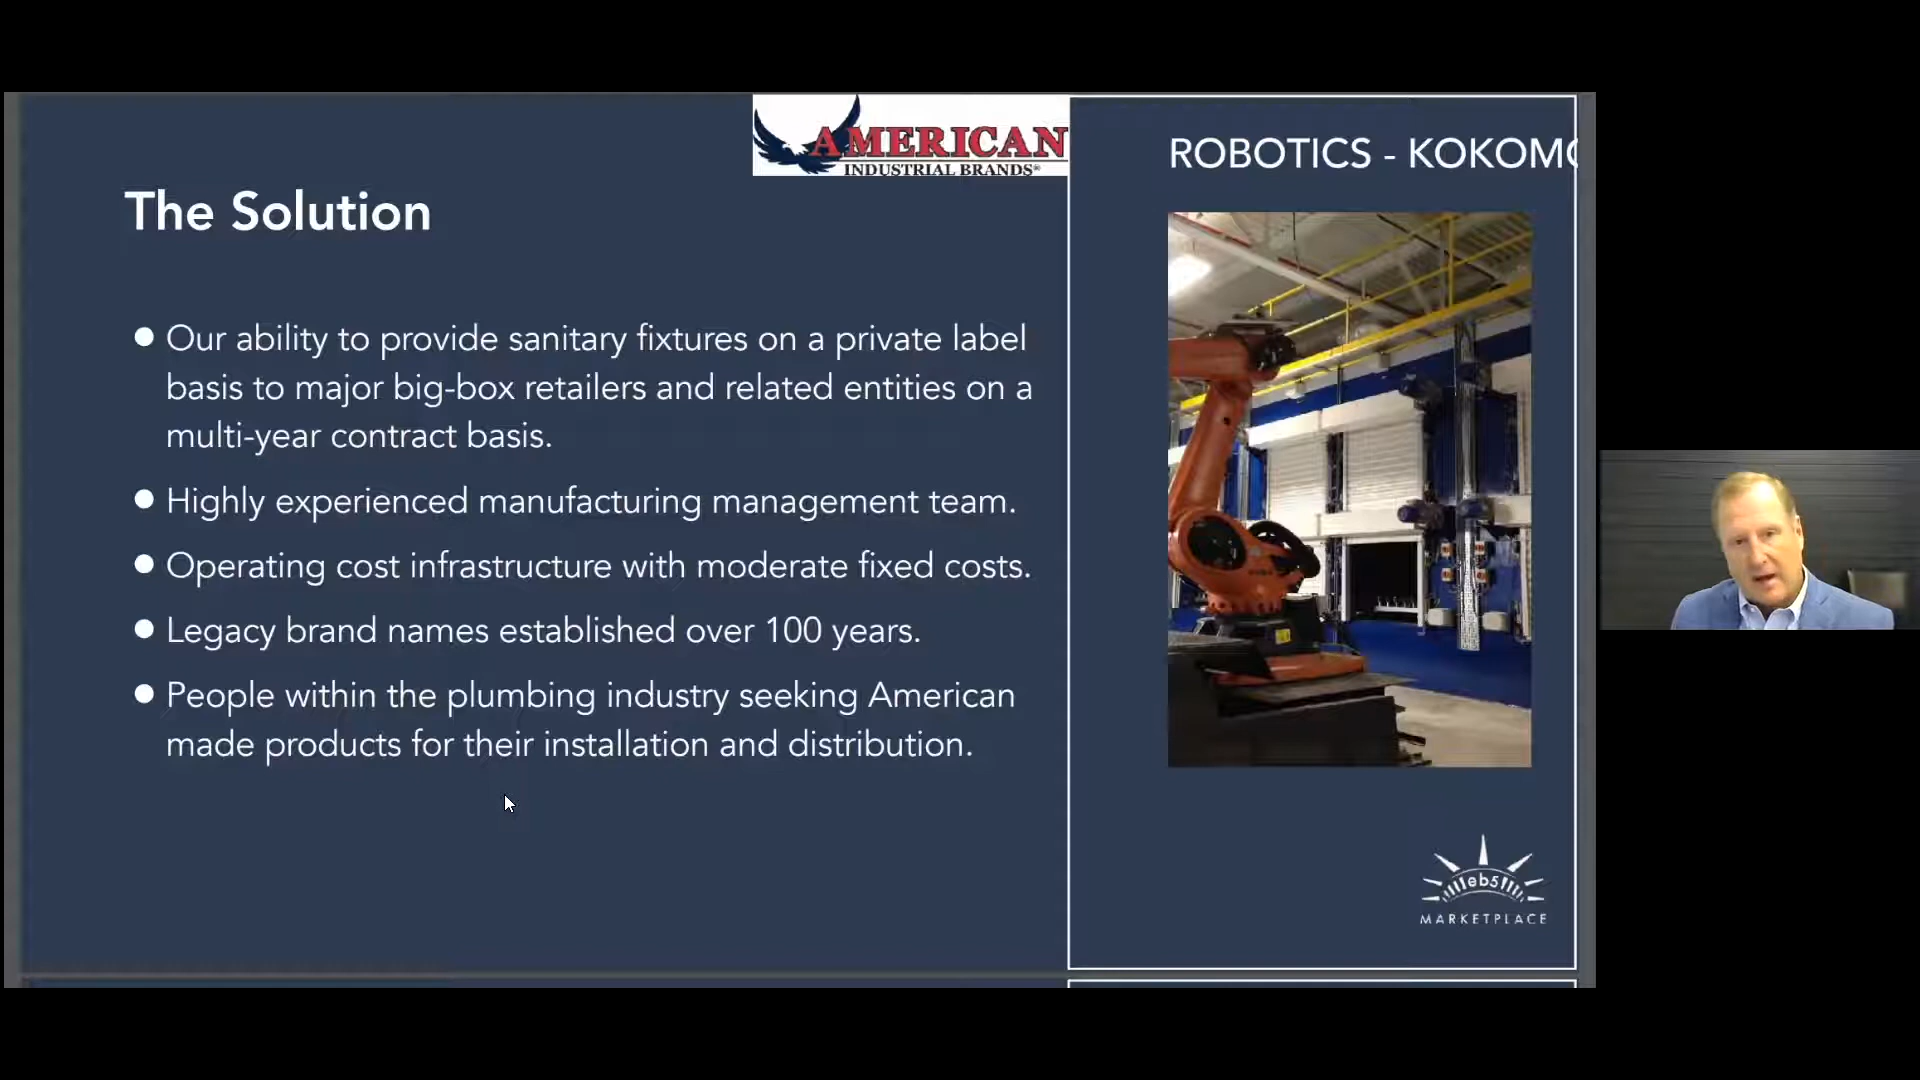 AMERICAN
INDUSTRIAL BRANDS®
The Solution
● Our ability to provide sanitary fixtures on a private label
basis to major big-box retailers and related entities on a
multi-year contract basis.
● Highly experienced manufacturing management team.
● Operating cost infrastructure with moderate fixed costs.
● Legacy brand names established over 100 years.
● People within the plumbing industry seeking American
made products for their installation and distribution.
ROBOTICS - KOKOMO
eb5
MARKETPLACE